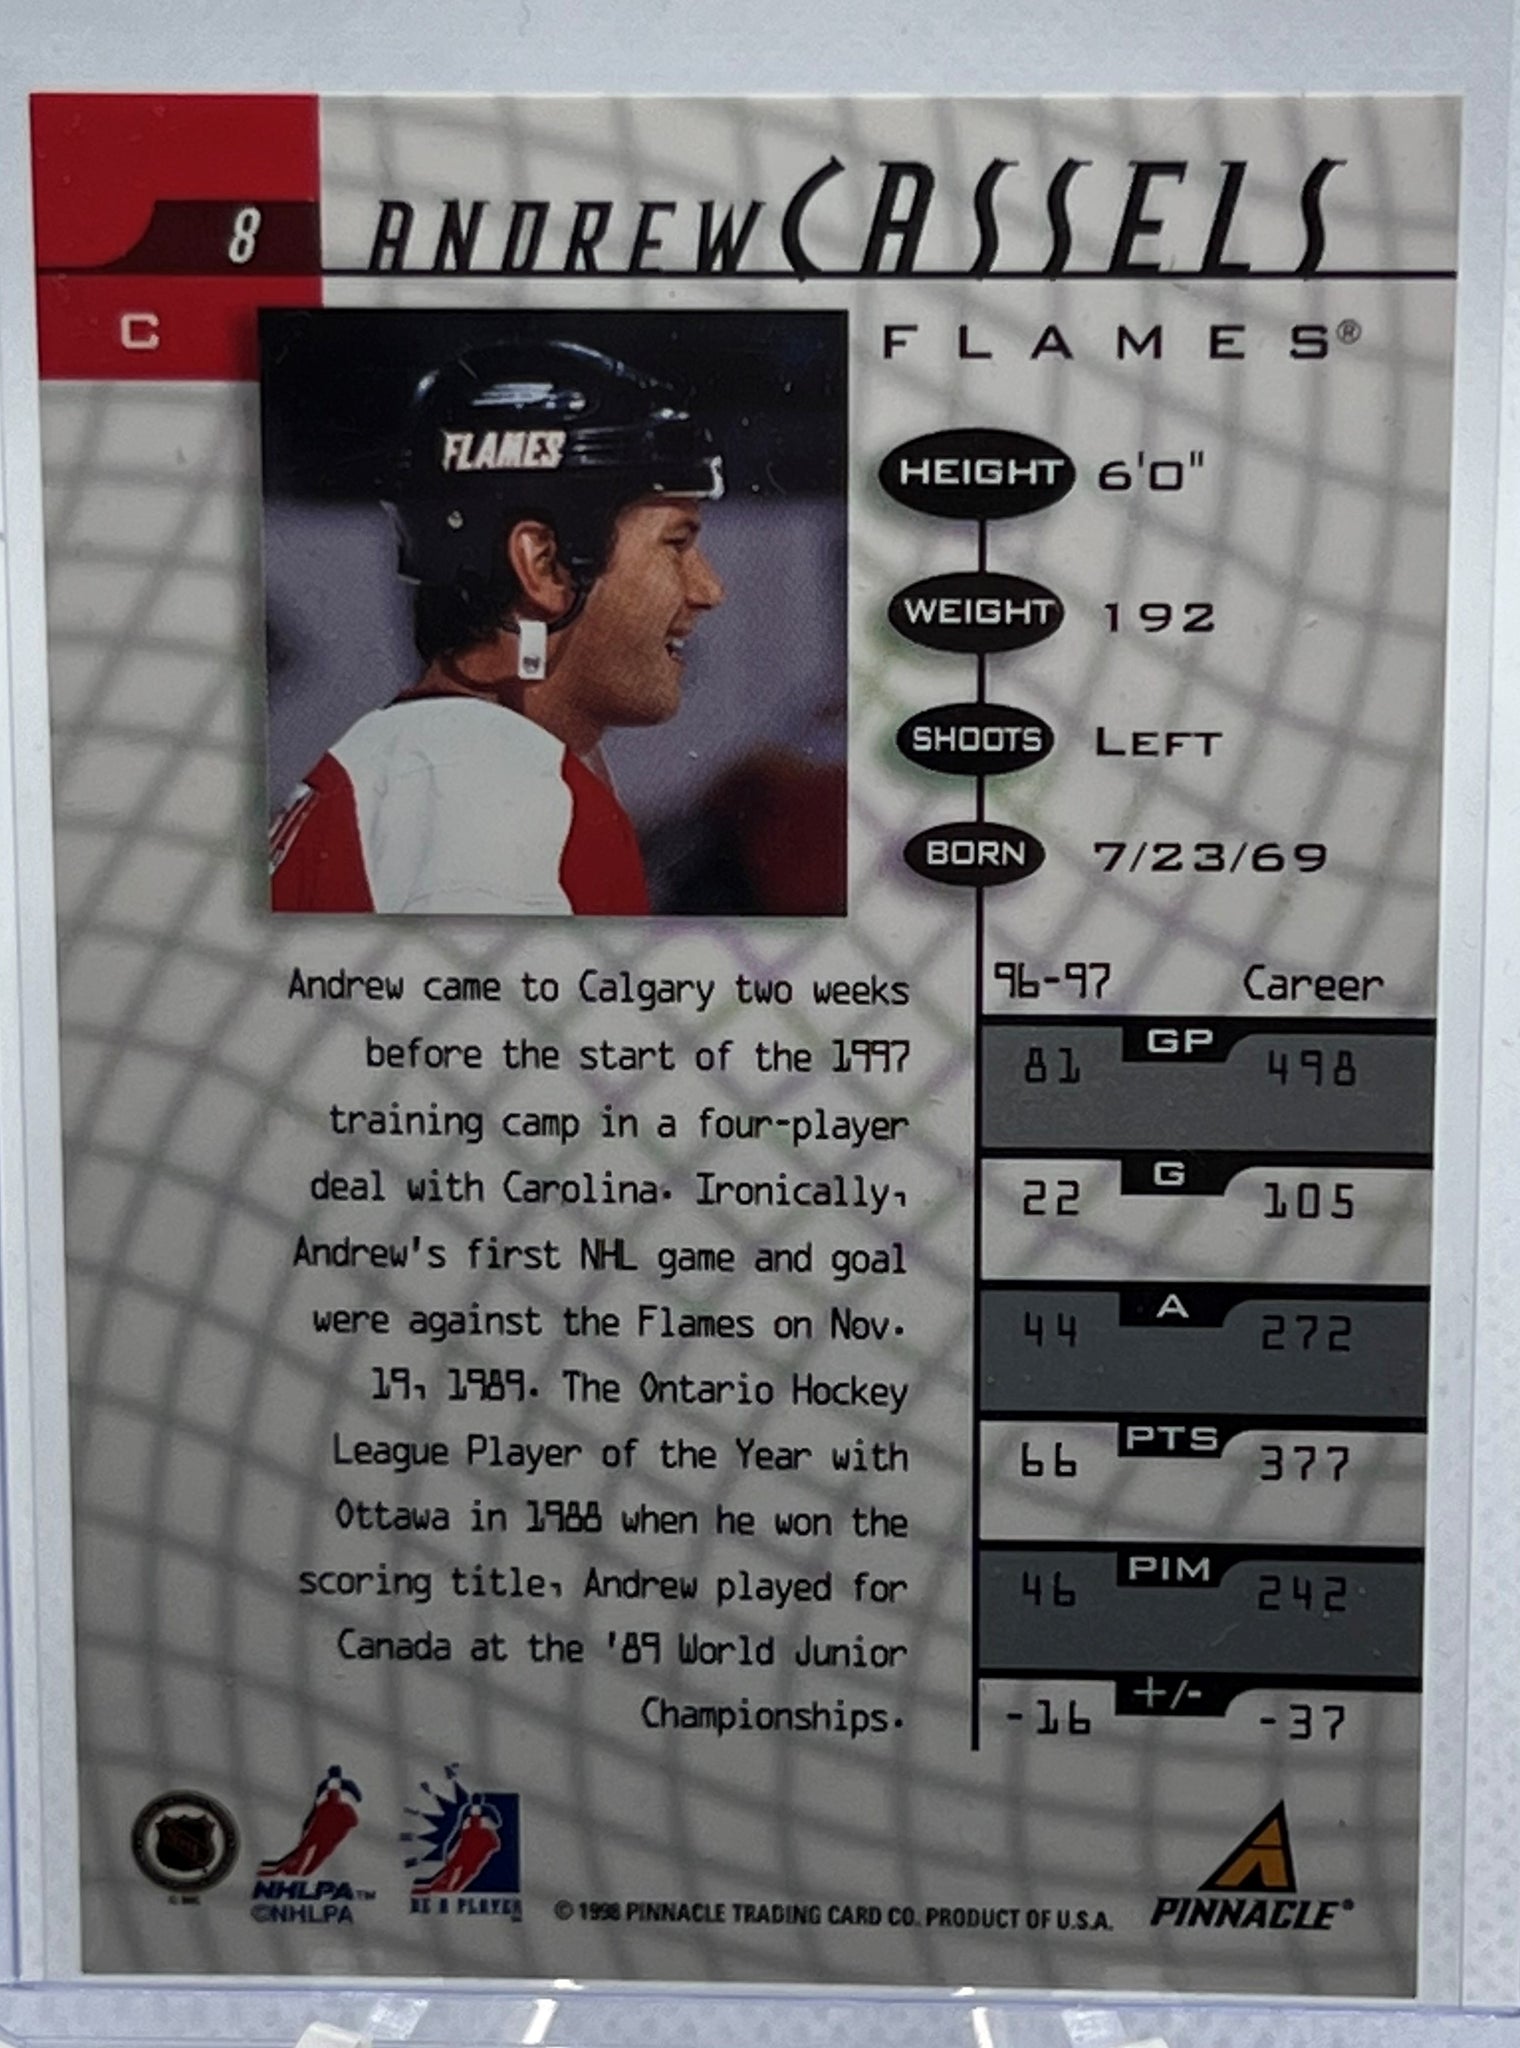 8
ANDREW CASSELS
C
FLAMES®
FLAMES
HEIGHT 6'0"
WEIGHT 192
SHOOTS LEFT
BORN 7/23/69
Andrew came to Calgary two weeks
before the start of the 1997
training camp in a four-player
deal with Carolina. Ironically,
Andrew's first NHL game and goal
were against the Flames on Nov.
19, 1989. The Ontario Hockey
League Player of the Year with
Ottawa in 1988 when he won the
scoring title, Andrew played for
Canada at the '89 World Junior
Championships.
96-97 Career
81 GP 498
22 G 105
44 A 272
66 PTS 377
46 PIM 242
-16 +/- -37
NHLPA™
©NHLPA
BE A PLAYER
© 1998 PINNACLE TRADING CARD CO. PRODUCT OF U.S.A.
PINNACLE®